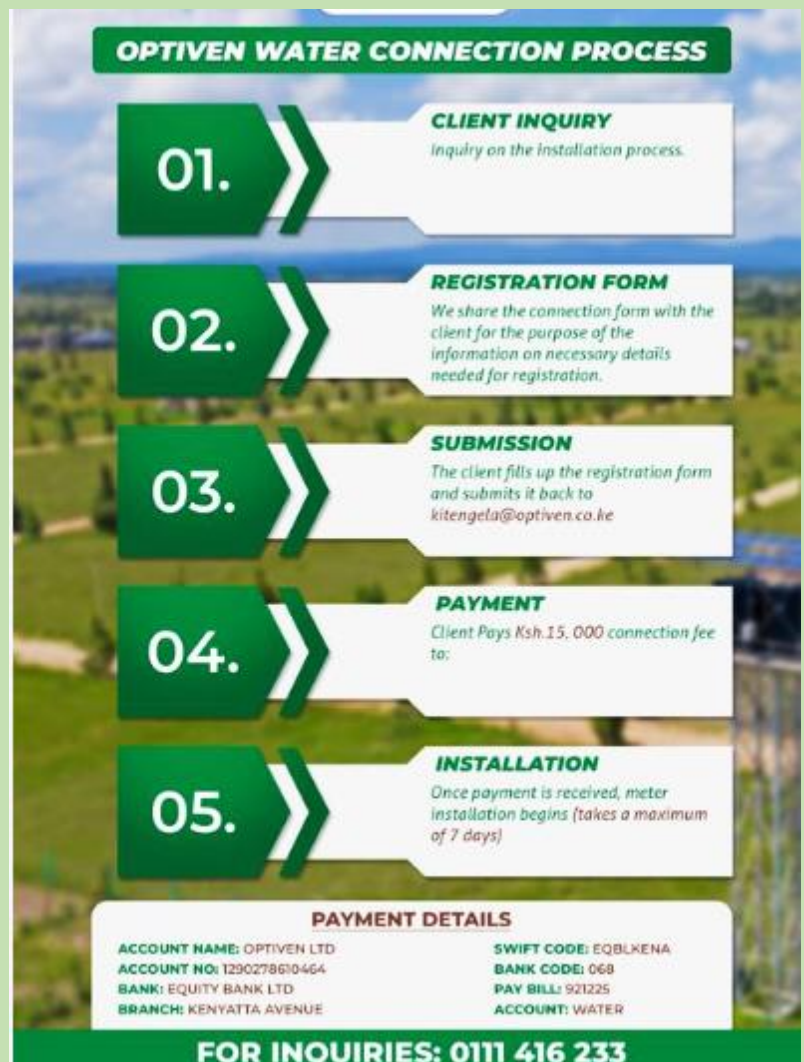 OPTIVEN WATER CONNECTION PROCESS
01.
CLIENT INQUIRY
Inquiry on the installation process.
02.
REGISTRATION FORM
We share the connection form with the
client for the purpose of the
information on necessary details
needed for registration.
03.
SUBMISSION
The client fills up the registration form
and submits it back to
kitengela@optiven.co.ke
04.
PAYMENT
Client Pays Ksh.15, 000 connection fee
to:
05.
INSTALLATION
Once payment is received, meter
installation begins (takes a maximum
of 7 days)
PAYMENT DETAILS
ACCOUNT NAME: OPTIVEN LTD
ACCOUNT NO: 1290278610464
BANK: EQUITY BANK LTD
BRANCH: KENYATTA AVENUE
SWIFT CODE: EQBLKENA
BANK CODE: 068
PAY BILL: 921225
ACCOUNT: WATER
FOR INQUIRIES: 0111 416 233